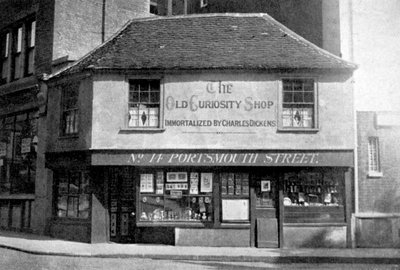 The
Old Curiosity Shop
IMMORTALIZED BY CHARLES DICKENS.
No. 14 PORTSMOUTH STREET.